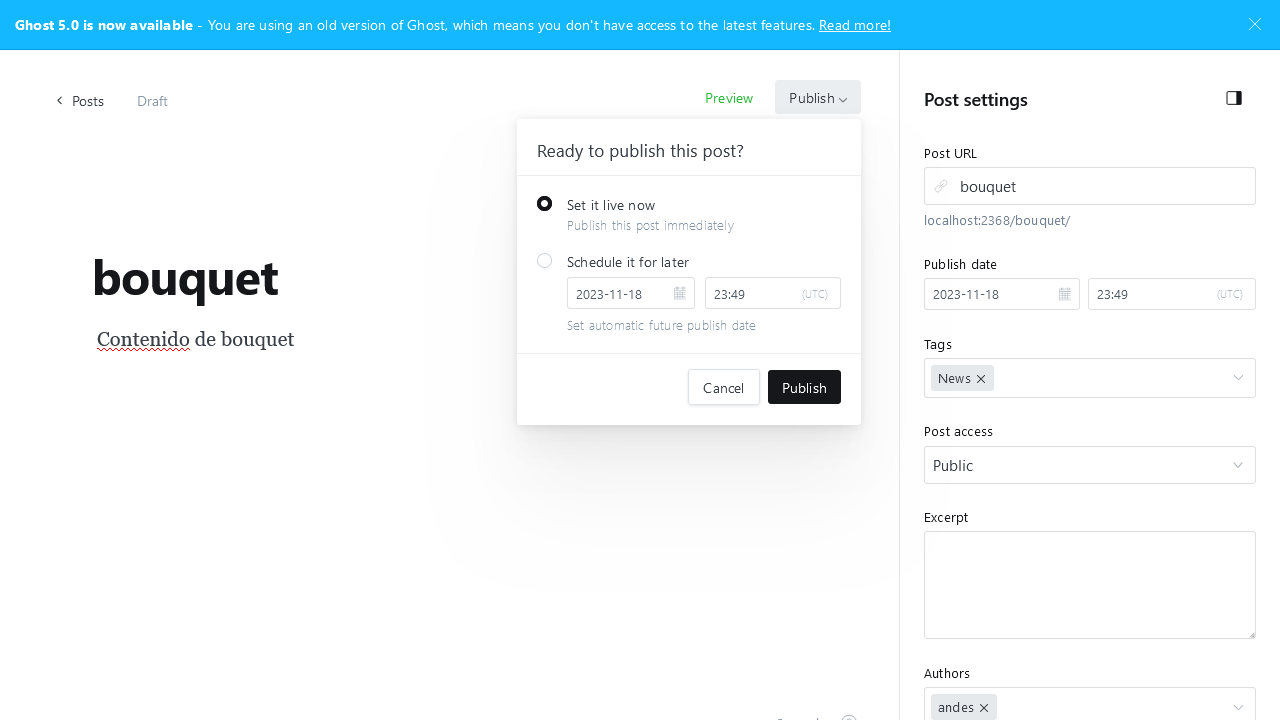 Ghost 5.0 is now available - You are using an old version of Ghost, which means you don't have access to the latest features. Read more!
Posts
Draft
Preview
Publish
Ready to publish this post?
Set it live now
Publish this post immediately
Schedule it for later
2023-11-18
23:49
(UTC)
Set automatic future publish date
Cancel
Publish
bouquet
Contenido de bouquet
Post settings
Post URL
bouquet
localhost:2368/bouquet/
Publish date
2023-11-18
23:49
(UTC)
Tags
News
Post access
Public
Excerpt
Authors
andes